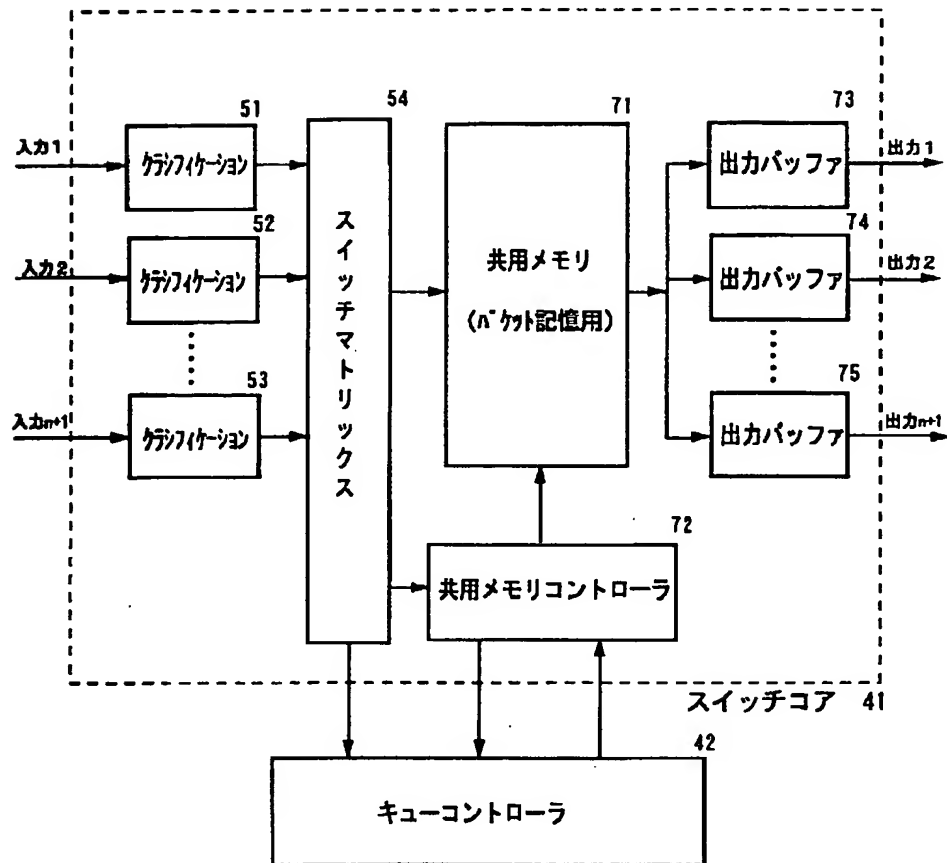 51
54
71
73
入力1
クラシフィケーション
共用メモリ
(パケット記憶用)
出力バッファ
出力1
52
74
入力2
クラシフィケーション
スイッチマトリックス
出力バッファ
出力2
53
75
入力n+1
クラシフィケーション
出力バッファ
出力n+1
72
共用メモリコントローラ
スイッチコア 41
42
キューコントローラ